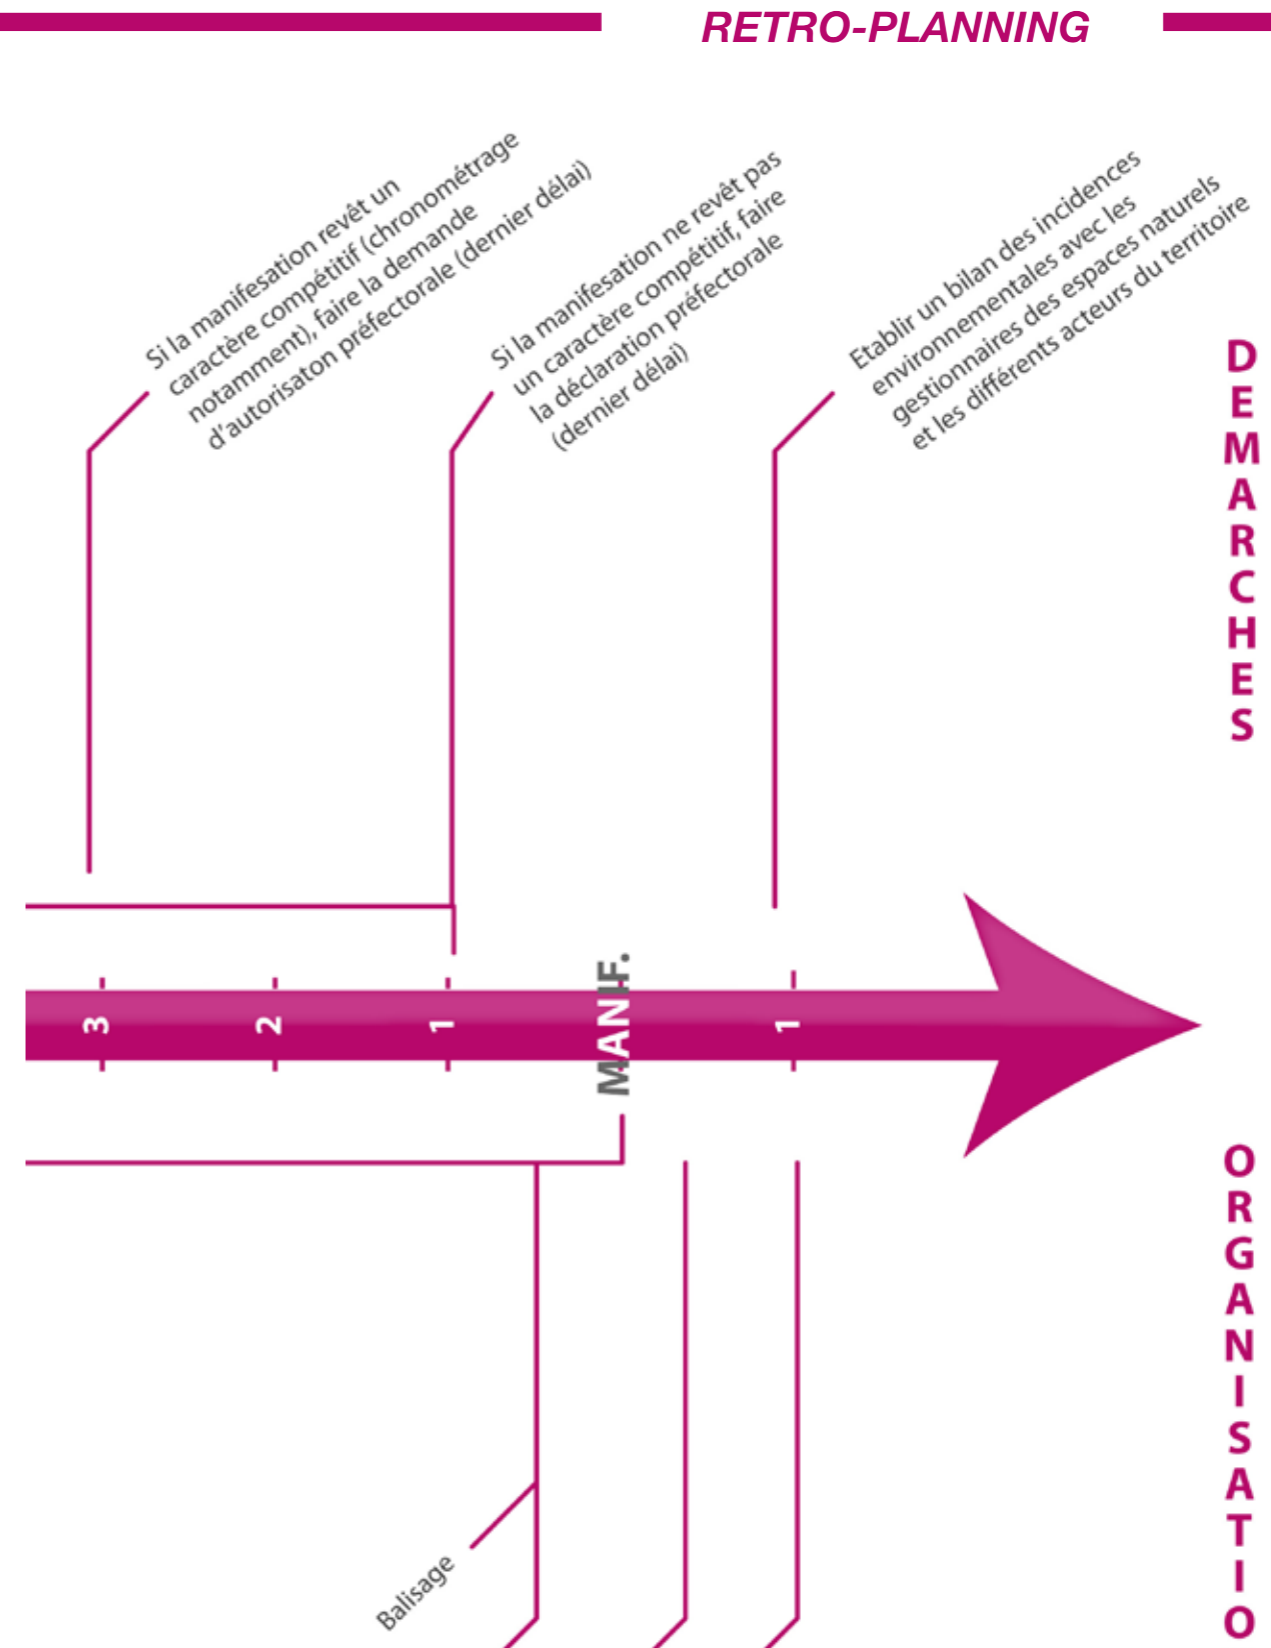 RETRO-PLANNING
Si la manifesation revêt un
caractère compétitif (chronométrage
notamment), faire la demande
d'autorisaton préfectorale (dernier délai)
Si la manifesation ne revêt pas
un caractère compétitif, faire
la déclaration préfectorale
(dernier délai)
Etablir un bilan des incidences
environnementales avec les
gestionnaires des espaces naturels
et les différents acteurs du territoire
DEMARCHES
3
2
1
MANIF.
1
ORGANISATIO
Balisage